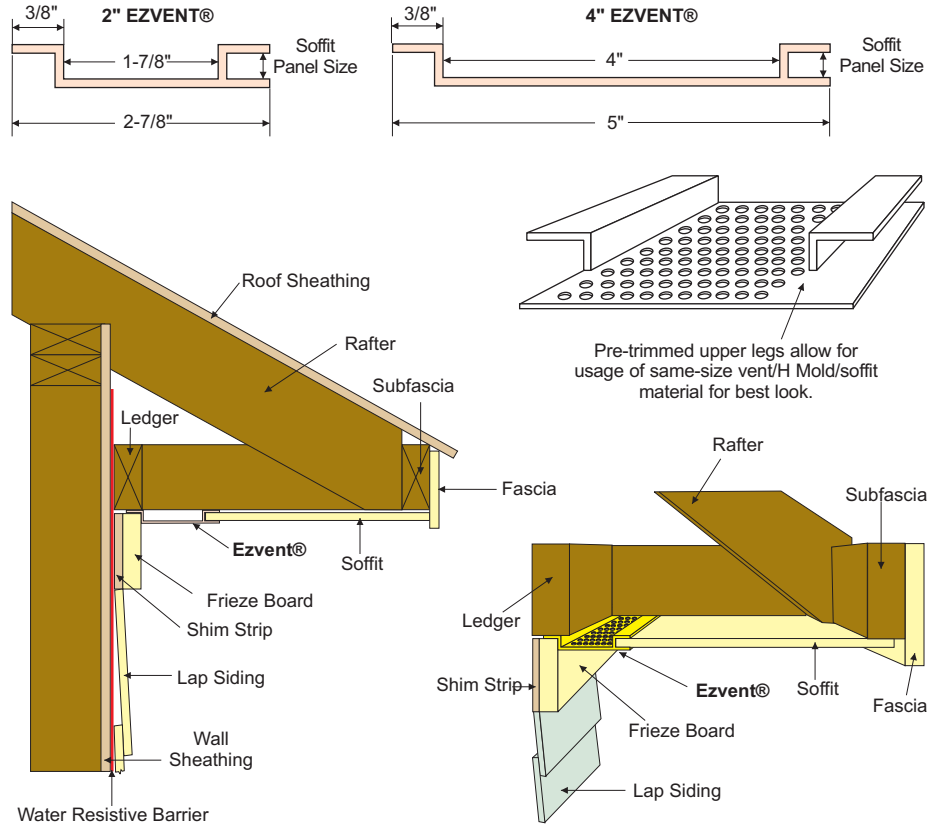 2" EZVENT®
3/8"
1-7/8"
Soffit
Panel Size
2-7/8"
4" EZVENT®
3/8"
4"
Soffit
Panel Size
5"
Pre-trimmed upper legs allow for
usage of same-size vent/H Mold/soffit
material for best look.
Roof Sheathing
Rafter
Subfascia
Ledger
Fascia
Ezvent®
Soffit
Frieze Board
Shim Strip
Lap Siding
Wall
Sheathing
Water Resistive Barrier
Rafter
Subfascia
Ledger
Shim Strip
Ezvent®
Soffit
Fascia
Frieze Board
Lap Siding